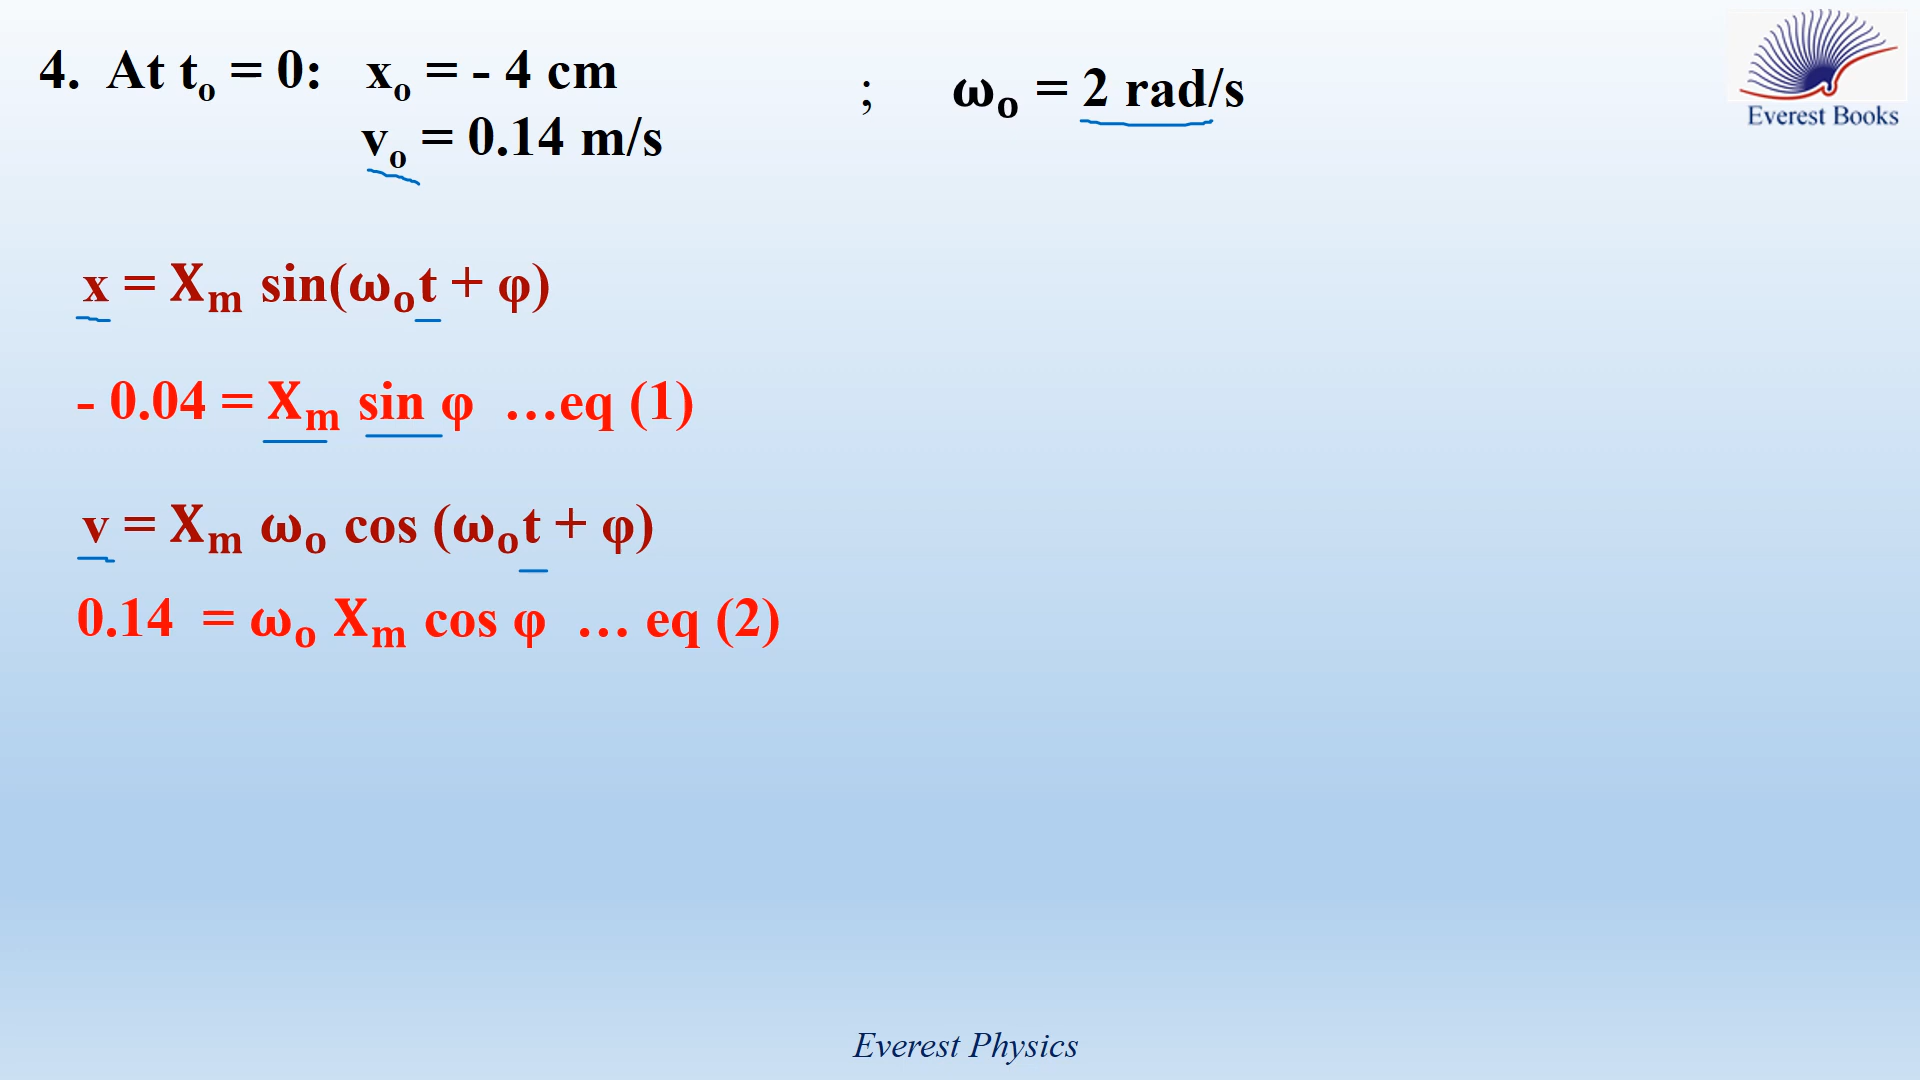 4. At tₒ = 0: xₒ = - 4 cm ; ωₒ = 2 rad/s
vₒ = 0.14 m/s
Everest Books
x = Xₘ sin(ωₒt + φ)
- 0.04 = Xₘ sin φ …eq (1)
v = Xₘ ωₒ cos (ωₒt + φ)
0.14 = ωₒ Xₘ cos φ … eq (2)
Everest Physics